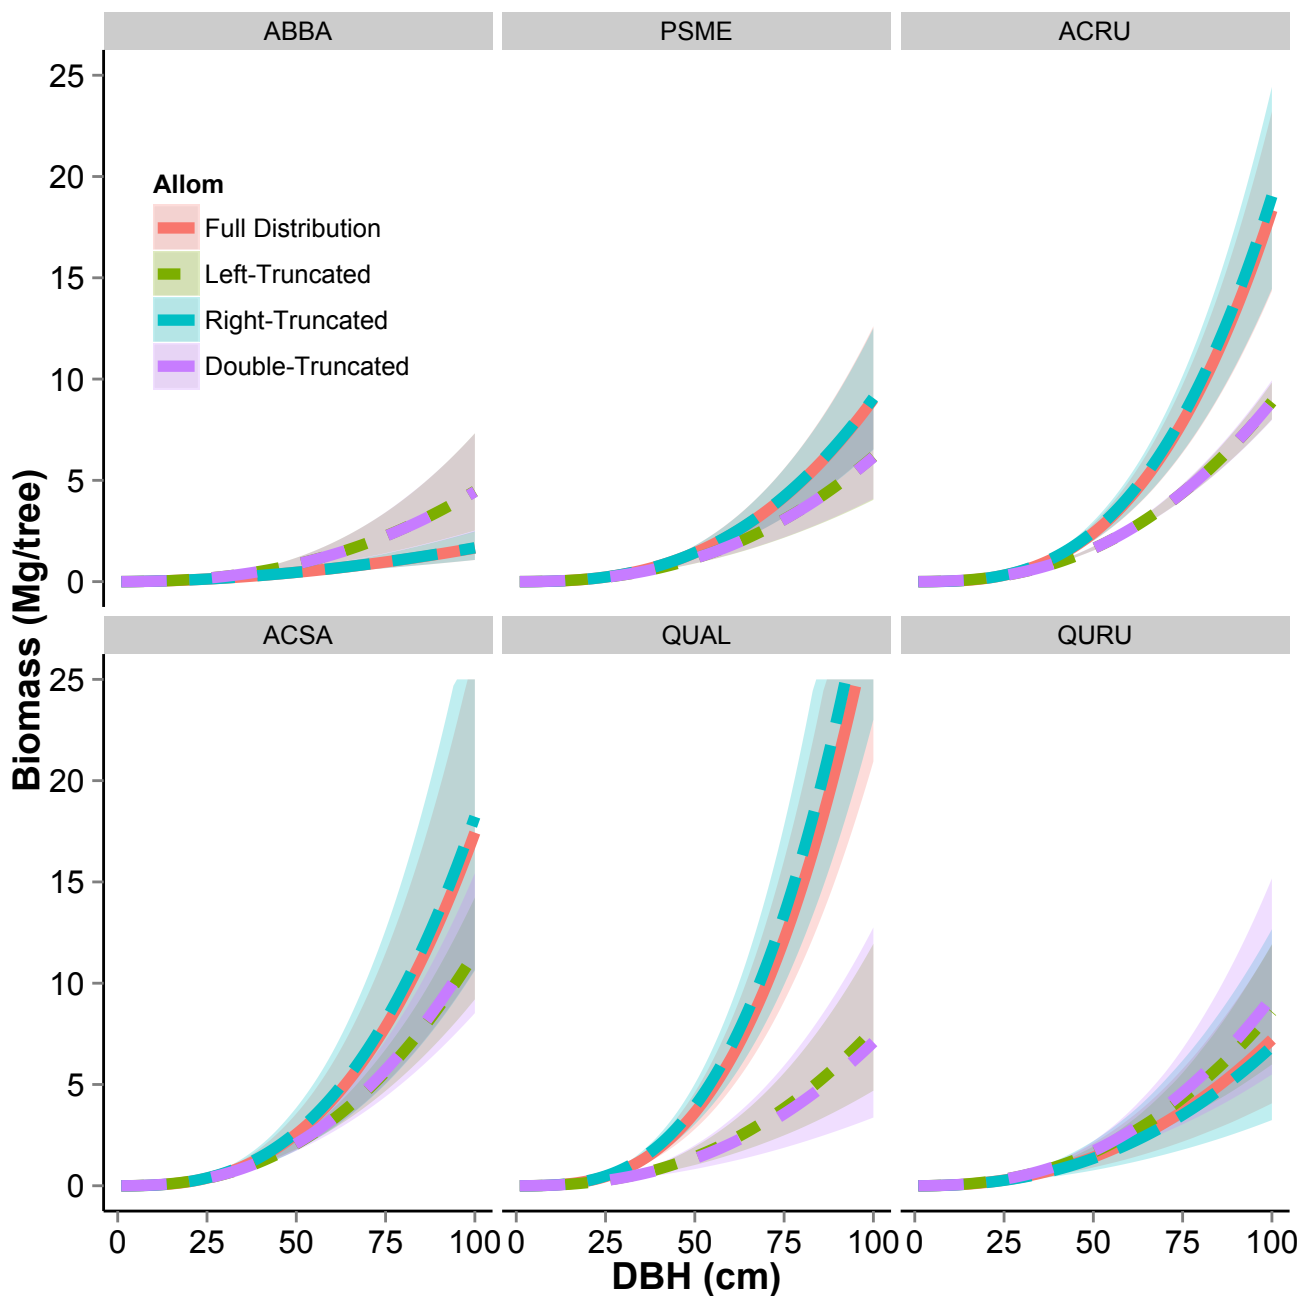 ABBA PSME ACRU
25
20
15
10
5
0
Allom
Full Distribution
Left-Truncated
Right-Truncated
Double-Truncated
Biomass (Mg/tree)
ACSA QUAL QURU
25
20
15
10
5
0
0 25 50 75 100 0 25 50 75 100 0 25 50 75 100
DBH (cm)